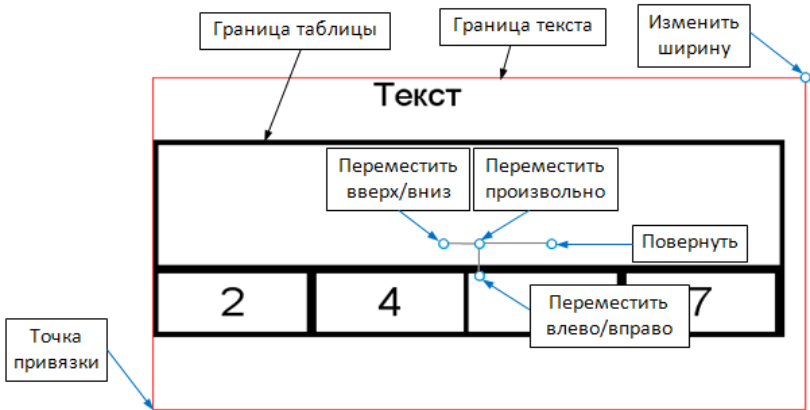 Изменить
ширину
Граница таблицы
Граница текста
Текст
Переместить
вверх/вниз
Переместить
произвольно
Повернуть
2
4
7
Переместить
влево/вправо
Точка
привязки